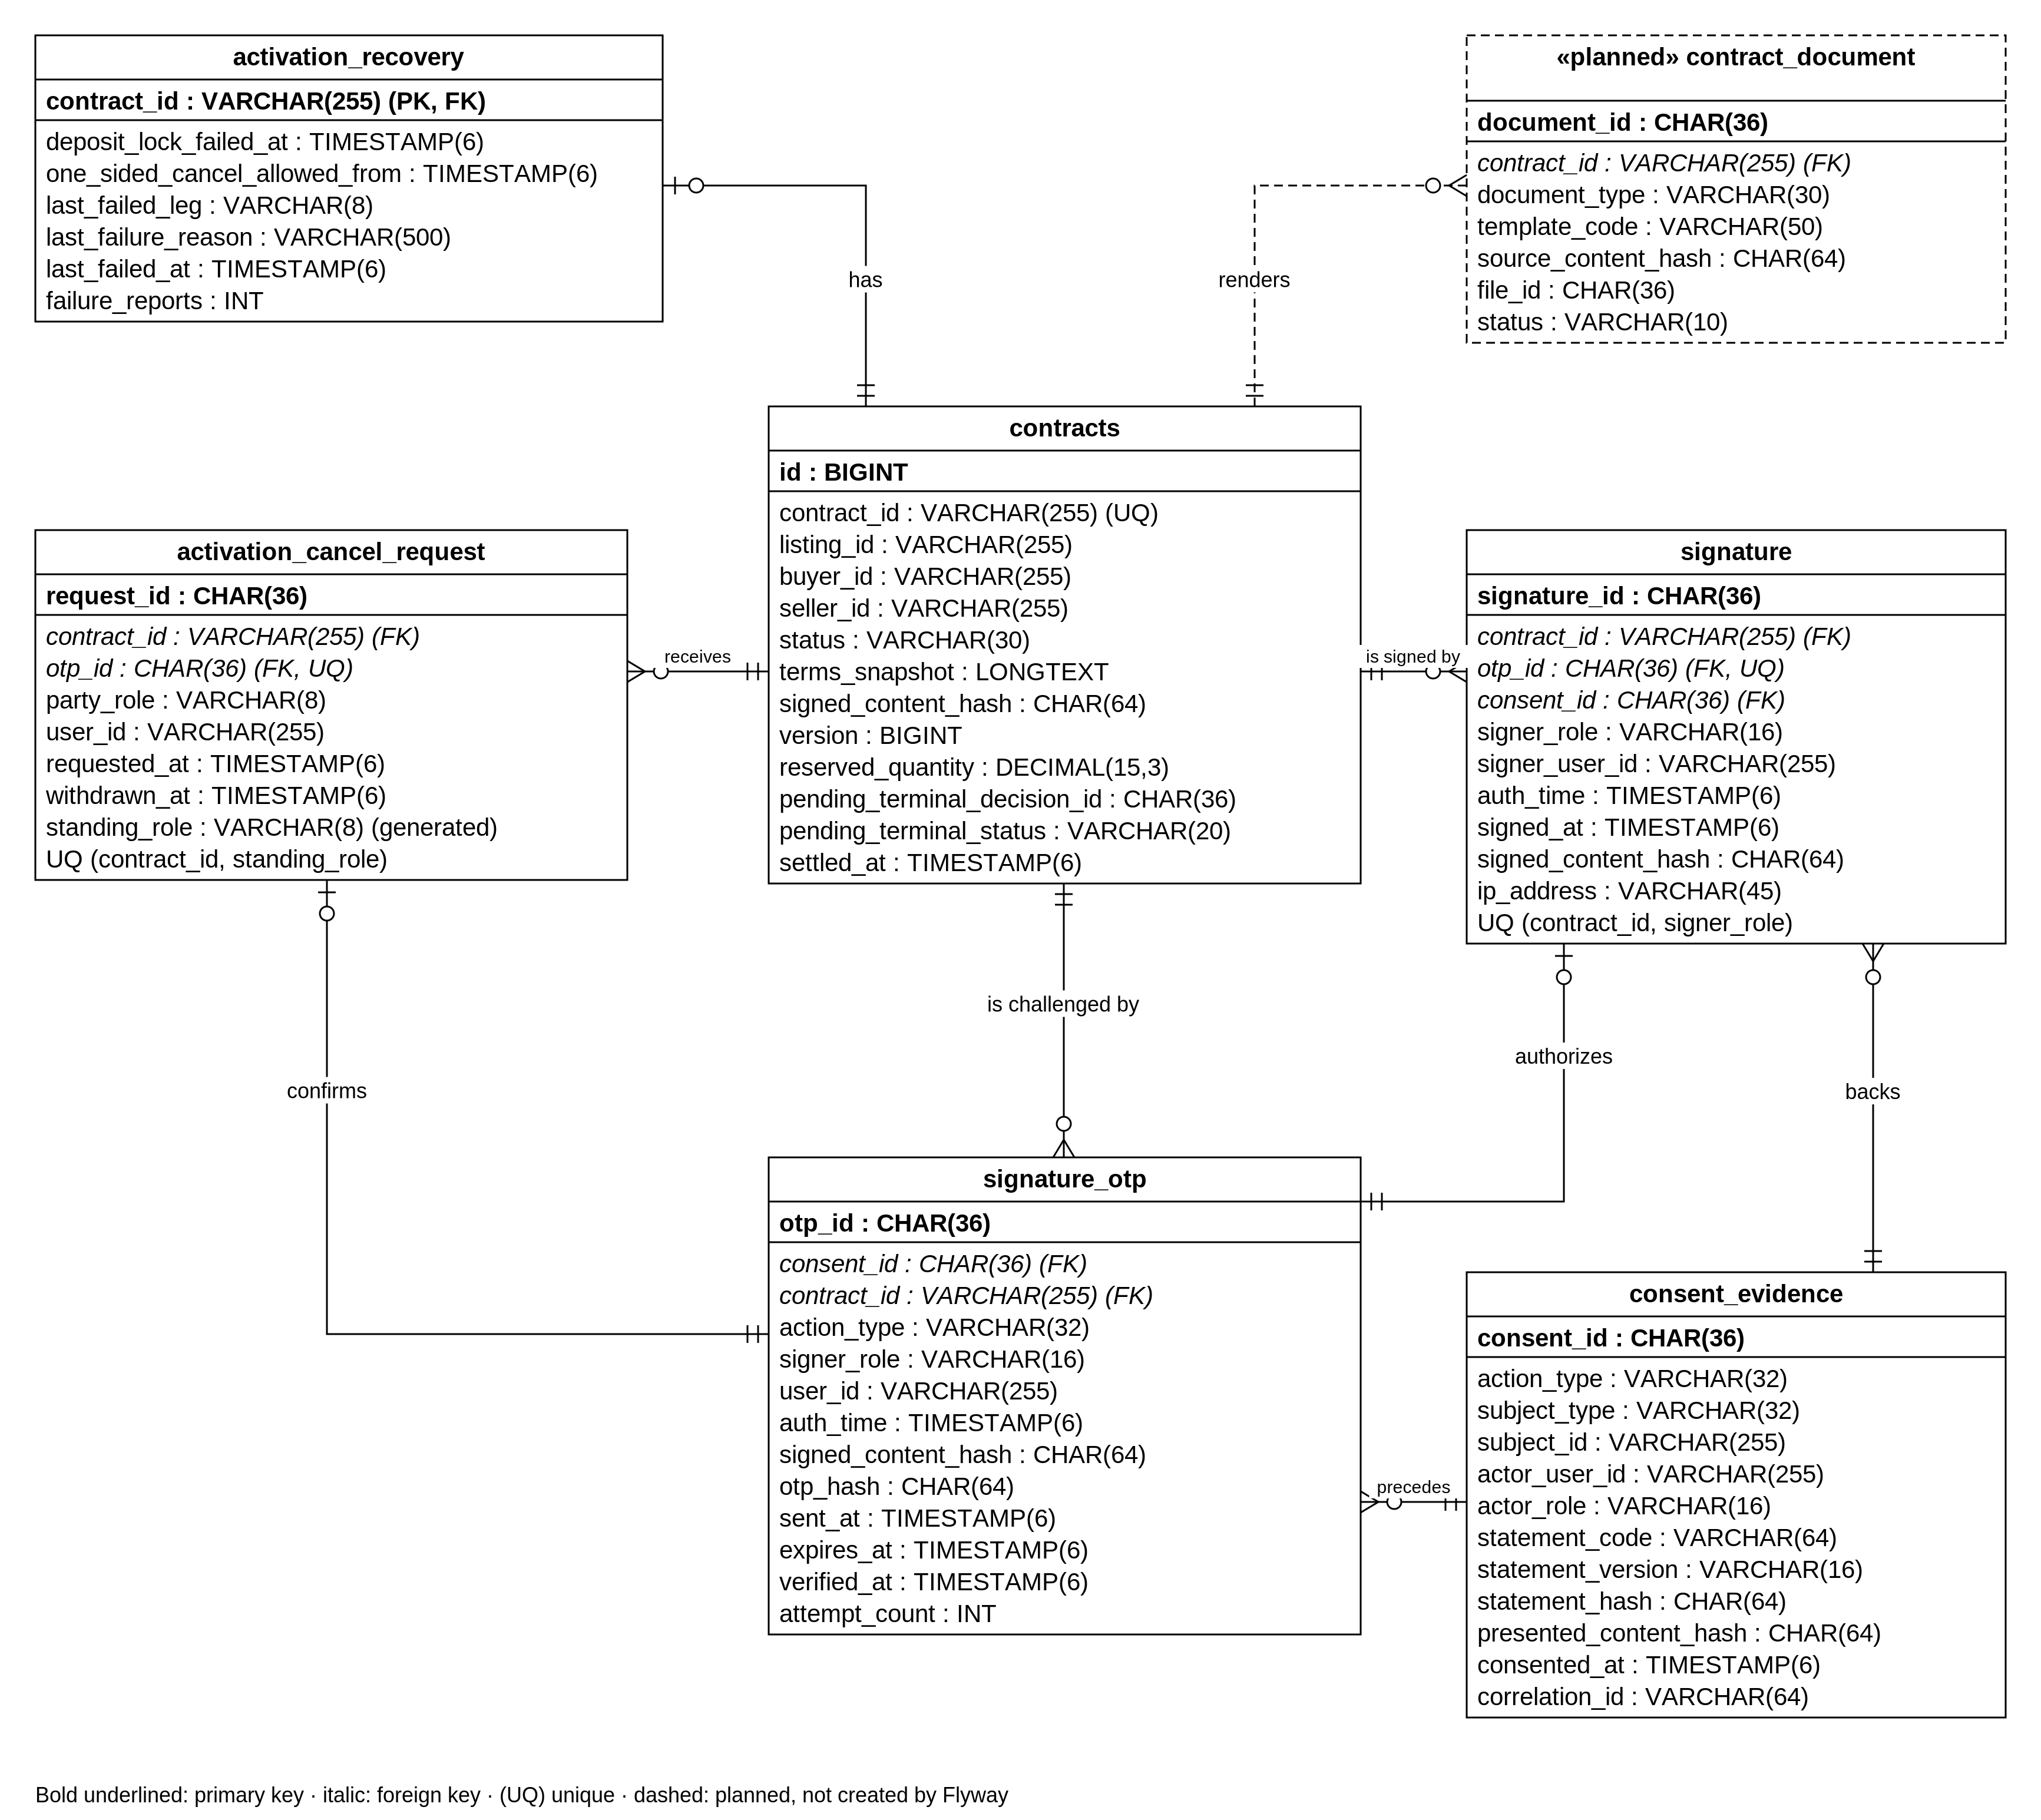 activation_recovery
contract_id : VARCHAR(255) (PK, FK)
deposit_lock_failed_at : TIMESTAMP(6)
one_sided_cancel_allowed_from : TIMESTAMP(6)
last_failed_leg : VARCHAR(8)
last_failure_reason : VARCHAR(500)
last_failed_at : TIMESTAMP(6)
failure_reports : INT
has
«planned» contract_document
document_id : CHAR(36)
contract_id : VARCHAR(255) (FK)
document_type : VARCHAR(30)
template_code : VARCHAR(50)
source_content_hash : CHAR(64)
file_id : CHAR(36)
status : VARCHAR(10)
renders
activation_cancel_request
request_id : CHAR(36)
contract_id : VARCHAR(255) (FK)
otp_id : CHAR(36) (FK, UQ)
party_role : VARCHAR(8)
user_id : VARCHAR(255)
requested_at : TIMESTAMP(6)
withdrawn_at : TIMESTAMP(6)
standing_role : VARCHAR(8) (generated)
UQ (contract_id, standing_role)
receives
contracts
id : BIGINT
contract_id : VARCHAR(255) (UQ)
listing_id : VARCHAR(255)
buyer_id : VARCHAR(255)
seller_id : VARCHAR(255)
status : VARCHAR(30)
terms_snapshot : LONGTEXT
signed_content_hash : CHAR(64)
version : BIGINT
reserved_quantity : DECIMAL(15,3)
pending_terminal_decision_id : CHAR(36)
pending_terminal_status : VARCHAR(20)
settled_at : TIMESTAMP(6)
is signed by
signature
signature_id : CHAR(36)
contract_id : VARCHAR(255) (FK)
otp_id : CHAR(36) (FK, UQ)
consent_id : CHAR(36) (FK)
signer_role : VARCHAR(16)
signer_user_id : VARCHAR(255)
auth_time : TIMESTAMP(6)
signed_at : TIMESTAMP(6)
signed_content_hash : CHAR(64)
ip_address : VARCHAR(45)
UQ (contract_id, signer_role)
is challenged by
authorizes
confirms
backs
signature_otp
otp_id : CHAR(36)
consent_id : CHAR(36) (FK)
contract_id : VARCHAR(255) (FK)
action_type : VARCHAR(32)
signer_role : VARCHAR(16)
user_id : VARCHAR(255)
auth_time : TIMESTAMP(6)
signed_content_hash : CHAR(64)
otp_hash : CHAR(64)
sent_at : TIMESTAMP(6)
expires_at : TIMESTAMP(6)
verified_at : TIMESTAMP(6)
attempt_count : INT
precedes
consent_evidence
consent_id : CHAR(36)
action_type : VARCHAR(32)
subject_type : VARCHAR(32)
subject_id : VARCHAR(255)
actor_user_id : VARCHAR(255)
actor_role : VARCHAR(16)
statement_code : VARCHAR(64)
statement_version : VARCHAR(16)
statement_hash : CHAR(64)
presented_content_hash : CHAR(64)
consented_at : TIMESTAMP(6)
correlation_id : VARCHAR(64)
Bold underlined: primary key · italic: foreign key · (UQ) unique · dashed: planned, not created by Flyway